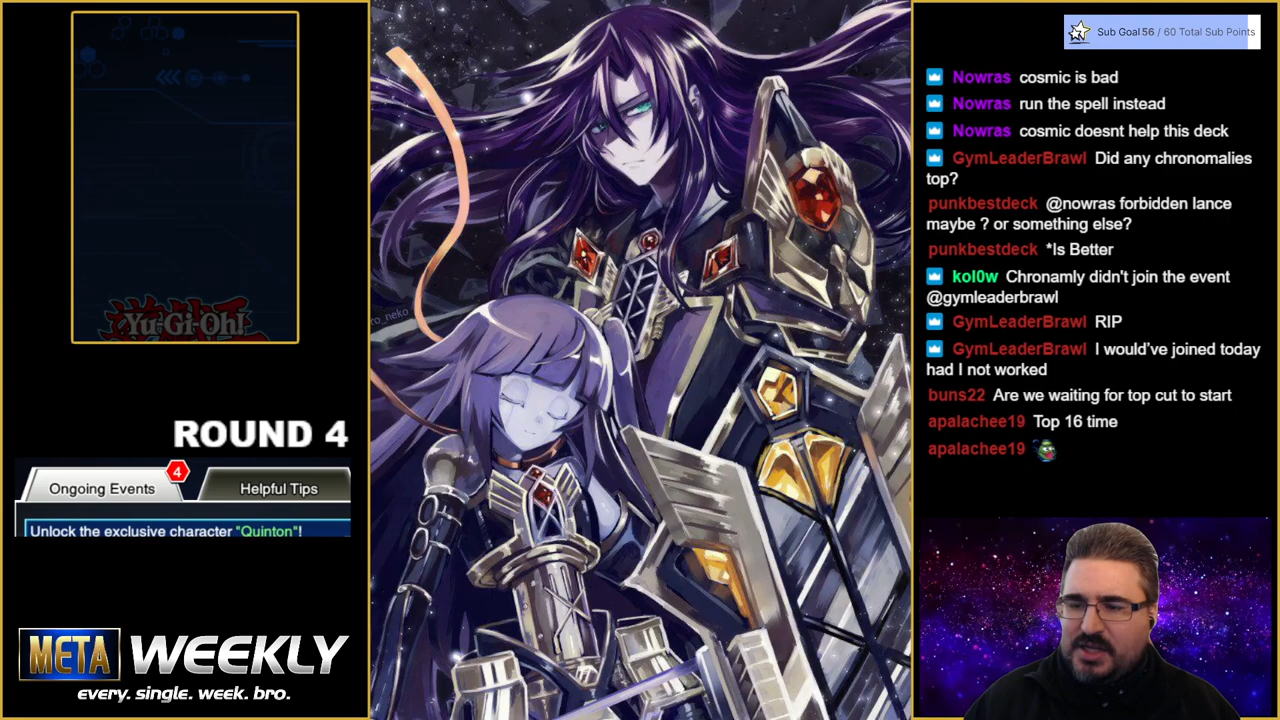 Yu-Gi-Oh!
ROUND 4
4
Ongoing Events
Helpful Tips
Unlock the exclusive character "Quinton"!
META WEEKLY
every. single. week. bro.
ro_neko
Sub Goal 56 / 60 Total Sub Points
Nowras cosmic is bad
Nowras run the spell instead
Nowras cosmic doesnt help this deck
GymLeaderBrawl Did any chronomalies
top?
punkbestdeck @nowras forbidden lance
maybe ? or something else?
punkbestdeck *Is Better
kol0w Chronamly didn't join the event
@gymleaderbrawl
GymLeaderBrawl RIP
GymLeaderBrawl I would've joined today
had I not worked
buns22 Are we waiting for top cut to start
apalachee19 Top 16 time
apalachee19